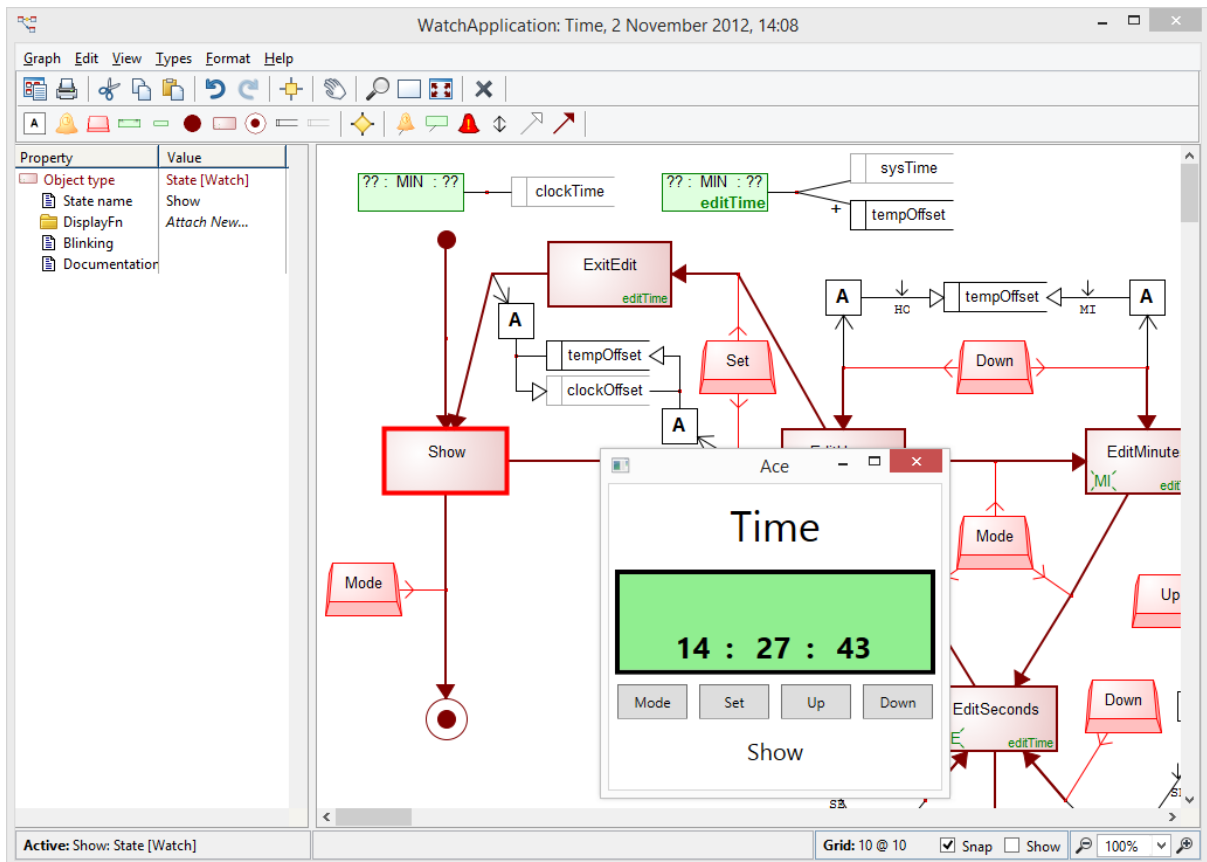 WatchApplication: Time, 2 November 2012, 14:08
Graph Edit View Types Format Help
A
Property Value
Object type State [Watch]
State name Show
DisplayFn Attach New...
Blinking
Documentation
?? : MIN : ??
clockTime
?? : MIN : ??
editTime
sysTime
+
tempOffset
ExitEdit
editTime
A
tempOffset
clockOffset
A
Set
A
HC
tempOffset
MI
A
Down
Show
EditMinute
MI
Mode
Mode
Up
EditSeconds
editTime
Down
Ace
Time
14 : 27 : 43
Mode Set Up Down
Show
Active: Show: State [Watch]
Grid: 10 @ 10 Snap Show 100%